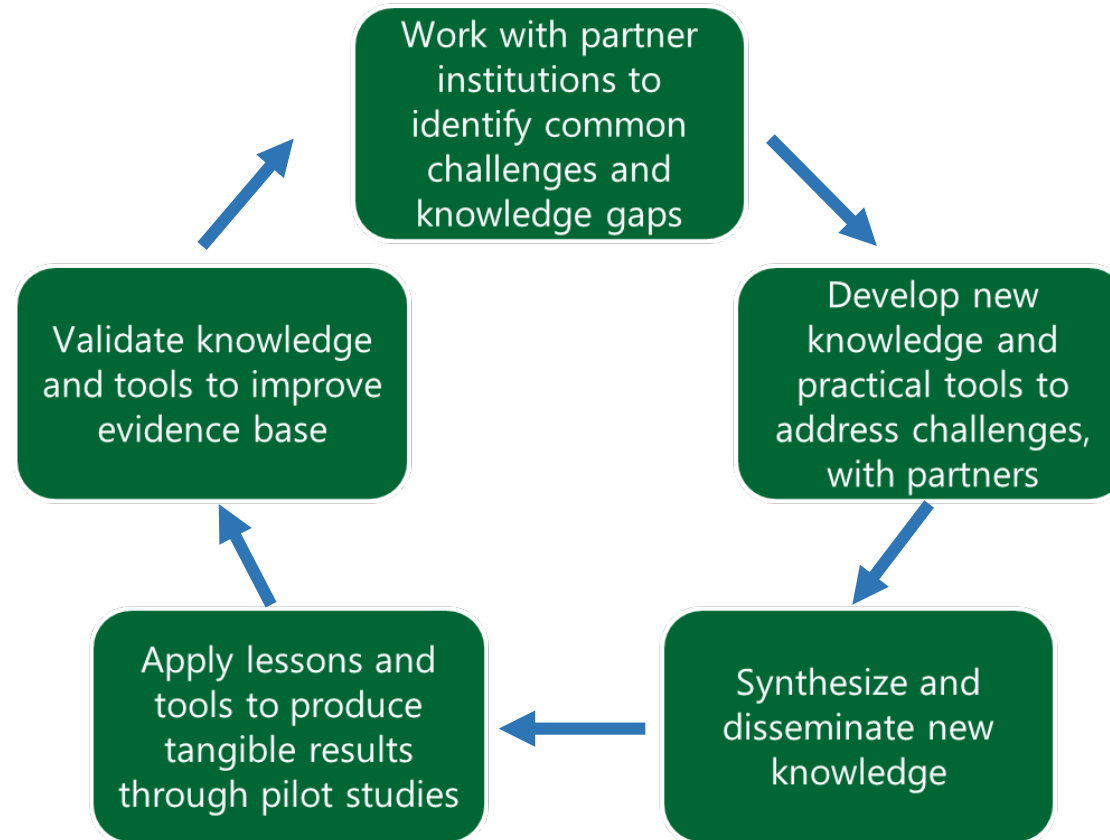 Work with partner
institutions to
identify common
challenges and
knowledge gaps
Develop new
knowledge and
practical tools to
address challenges,
with partners
Synthesize and
disseminate new
knowledge
Apply lessons and
tools to produce
tangible results
through pilot studies
Validate knowledge
and tools to improve
evidence base